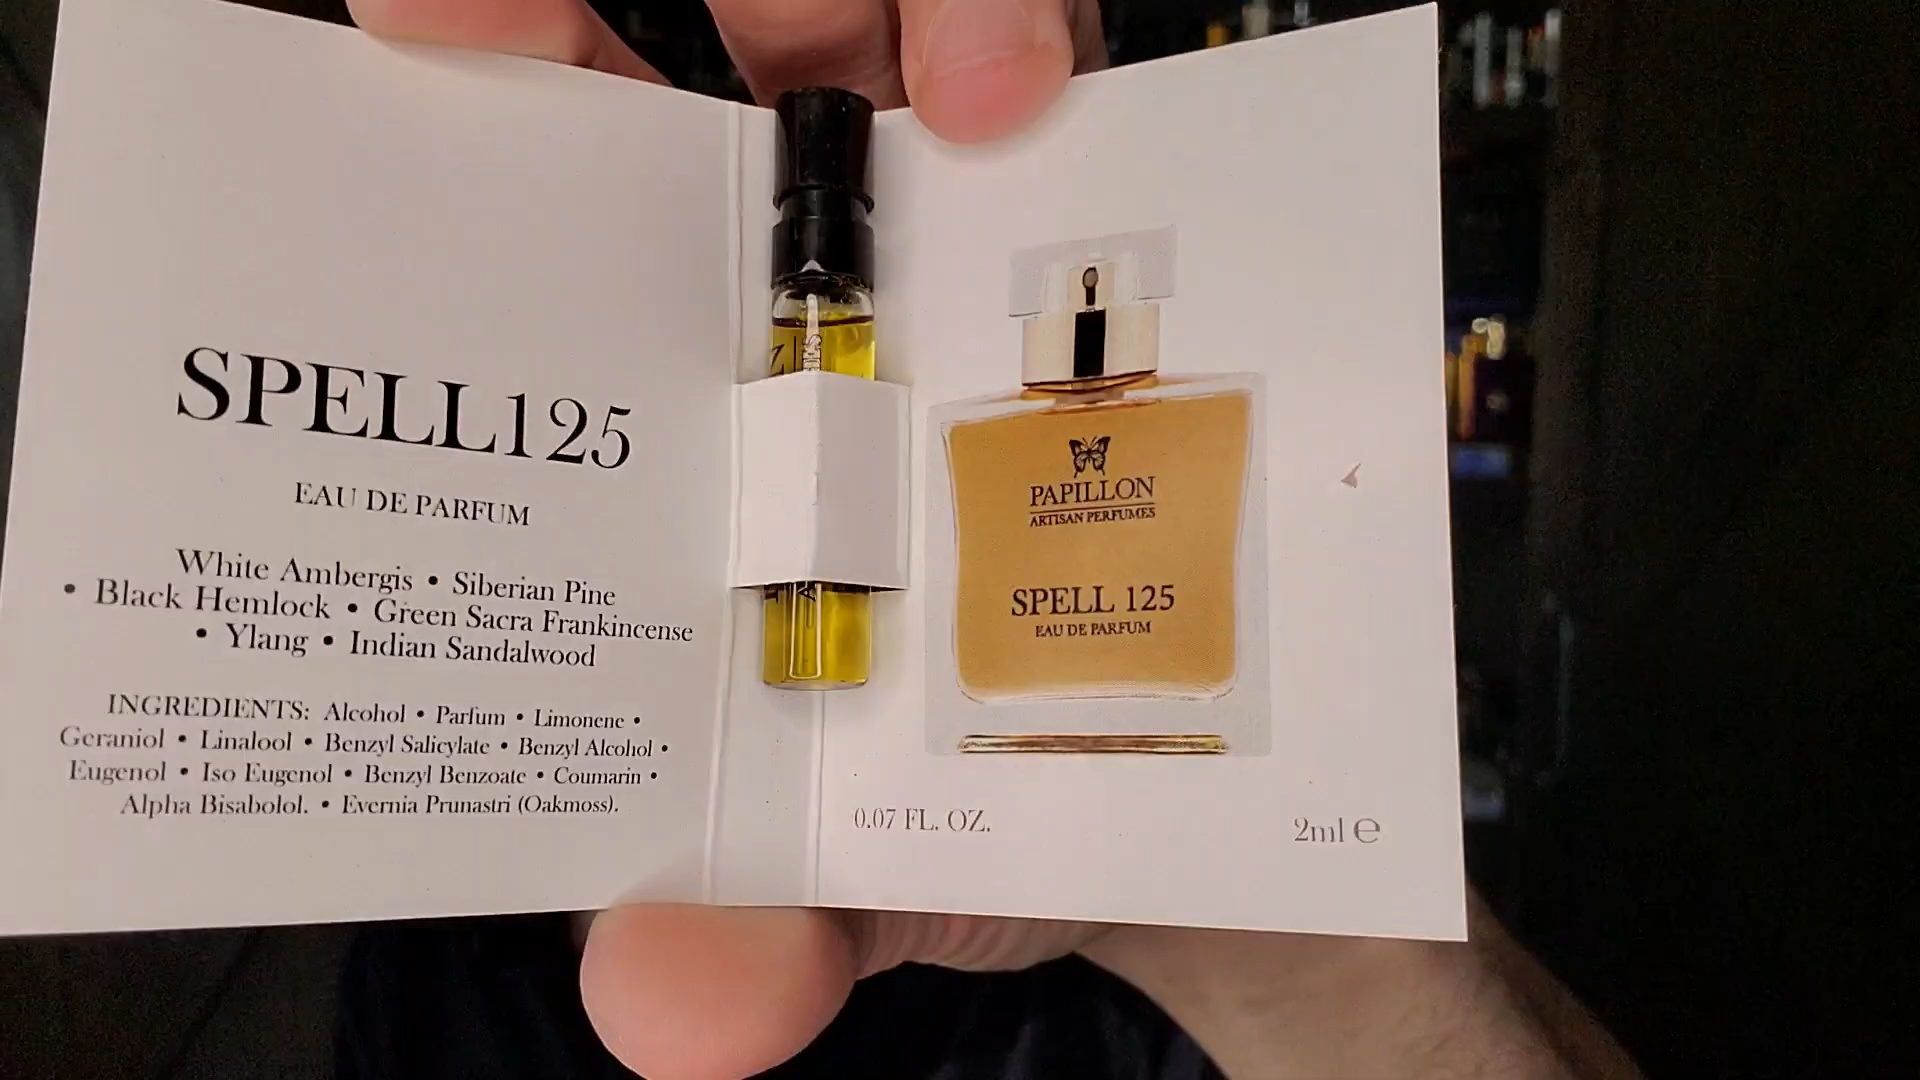 SPELL125
EAU DE PARFUM
White Ambergis • Siberian Pine
• Black Hemlock • Green Sacra Frankincense
• Ylang • Indian Sandalwood
INGREDIENTS: Alcohol • Parfum • Limonene •
Geraniol • Linalool • Benzyl Salicylate • Benzyl Alcohol •
Eugenol • Iso Eugenol • Benzyl Benzoate • Coumarin •
Alpha Bisabolol. • Evernia Prunastri (Oakmoss).
PAPILLON
ARTISAN PERFUMES
SPELL 125
EAU DE PARFUM
0.07 FL. OZ.
2ml ℮